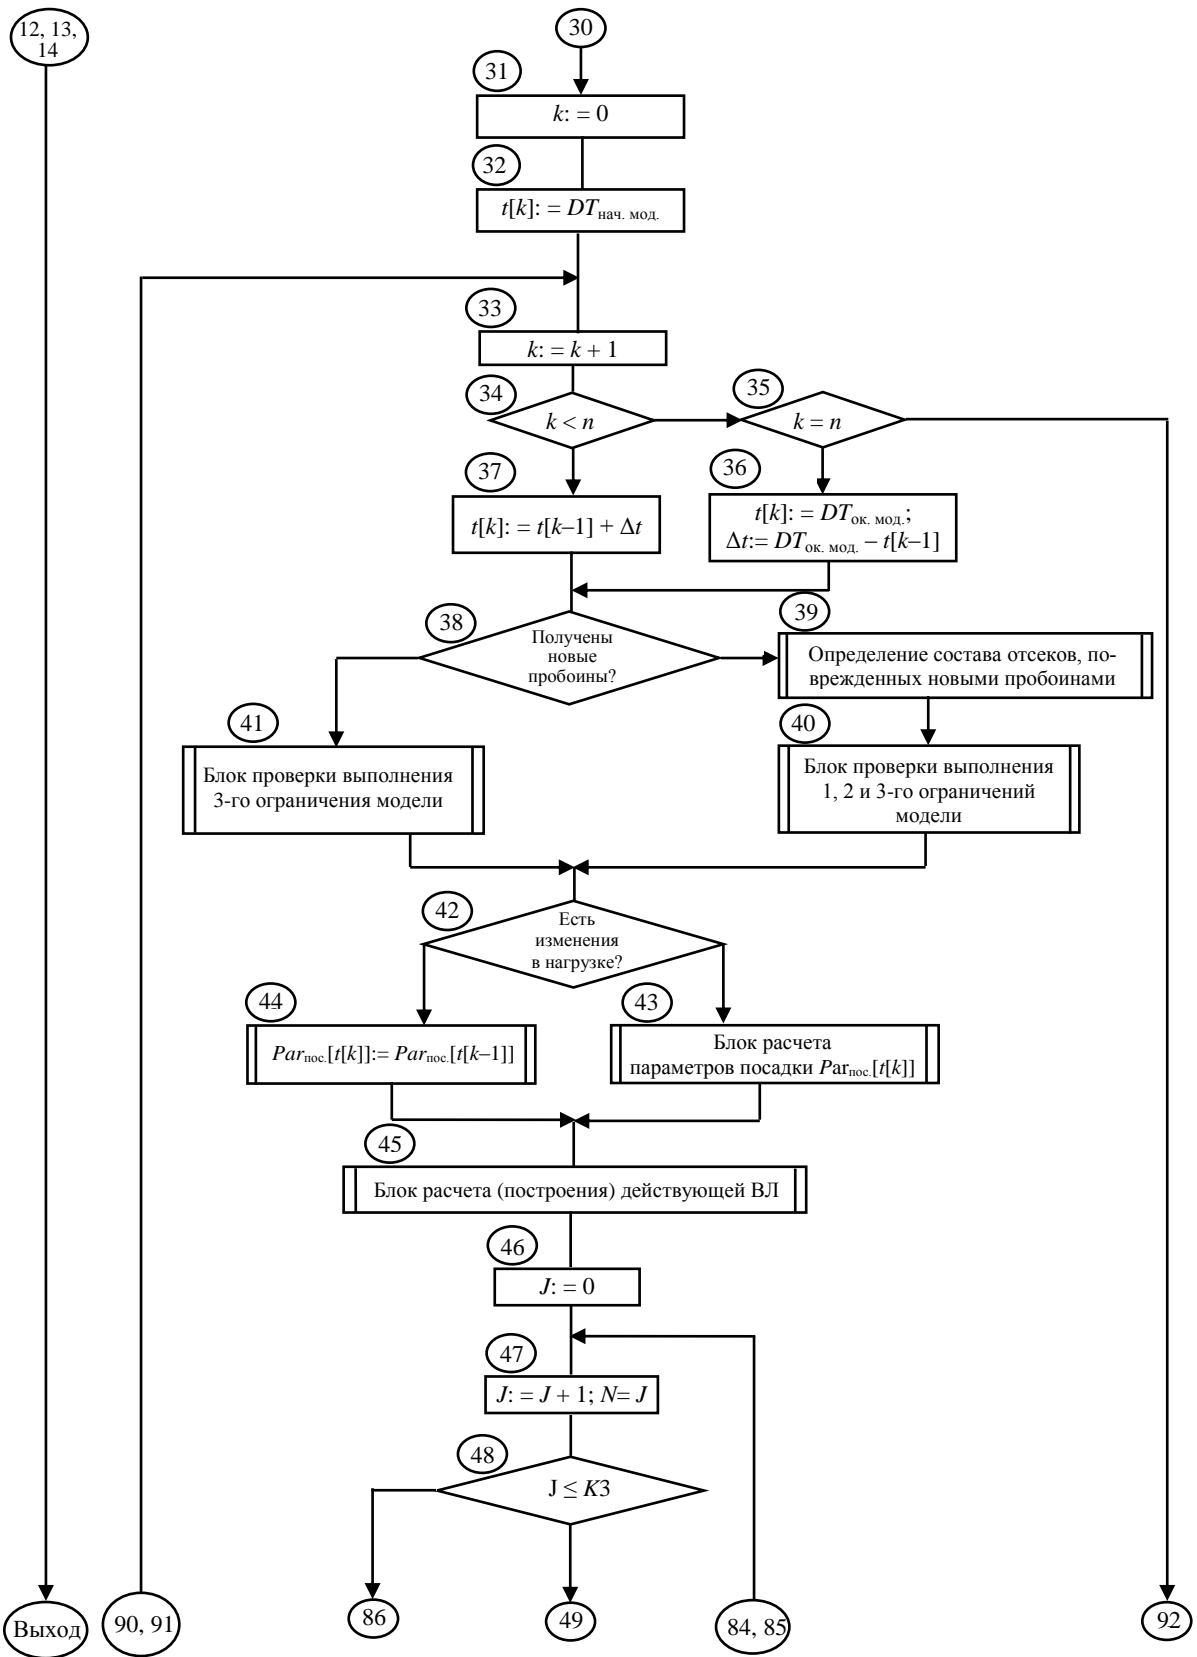 12, 13,
14
30
31
k: = 0
32
t[k]: = DTнач. мод.
33
k: = k + 1
34
k < n
35
k = n
37
t[k]: = t[k–1] + Δt
36
t[k]: = DTок. мод.;
Δt:= DTок. мод. – t[k–1]
38
Получены
новые
пробоины?
39
Определение состава отсеков, по-
врежденных новыми пробоинами
41
Блок проверки выполнения
3-го ограничения модели
40
Блок проверки выполнения
1, 2 и 3-го ограничений
модели
42
Есть
изменения
в нагрузке?
44
Parпос.[t[k]]:= Parпос.[t[k–1]]
43
Блок расчета
параметров посадки Parпос.[t[k]]
45
Блок расчета (построения) действующей ВЛ
46
J: = 0
47
J: = J + 1; N= J
48
J ≤ K3
Выход
90, 91
86
49
84, 85
92